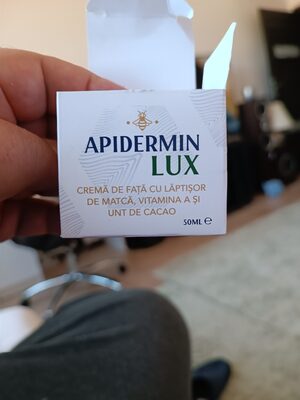 APIDERMIN
LUX
CREMĂ DE FAȚĂ CU LĂPTIȘOR
DE MATCĂ, VITAMINA A ȘI
UNT DE CACAO
50ML ℮